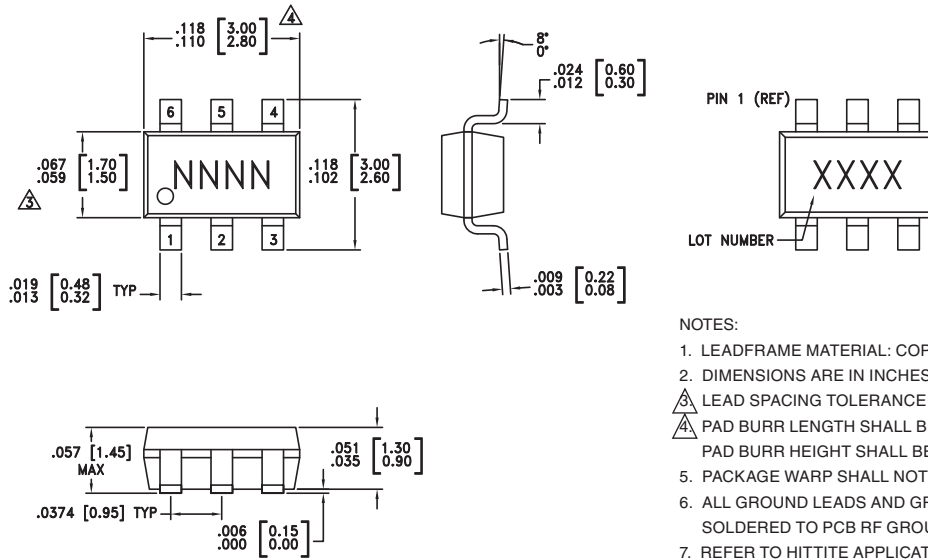 .118 [3.00]
.110 [2.80]
4
8°
0°
.024 [0.60]
.012 [0.30]
PIN 1 (REF)
6 5 4
.067 [1.70]
.059 [1.50]
NNNN
.118 [3.00]
.102 [2.60]
3
XXXX
1 2 3
LOT NUMBER
.019 [0.48]
.013 [0.32]
TYP
.009 [0.22]
.003 [0.08]
.057 [1.45]
MAX
.051 [1.30]
.035 [0.90]
.0374 [0.95] TYP
.006 [0.15]
.000 [0.00]
NOTES:
1. LEADFRAME MATERIAL: COP
2. DIMENSIONS ARE IN INCHES
3. LEAD SPACING TOLERANCE
4. PAD BURR LENGTH SHALL B
PAD BURR HEIGHT SHALL BE
5. PACKAGE WARP SHALL NOT
6. ALL GROUND LEADS AND GR
SOLDERED TO PCB RF GROU
7. REFER TO HITTITE APPLICAT